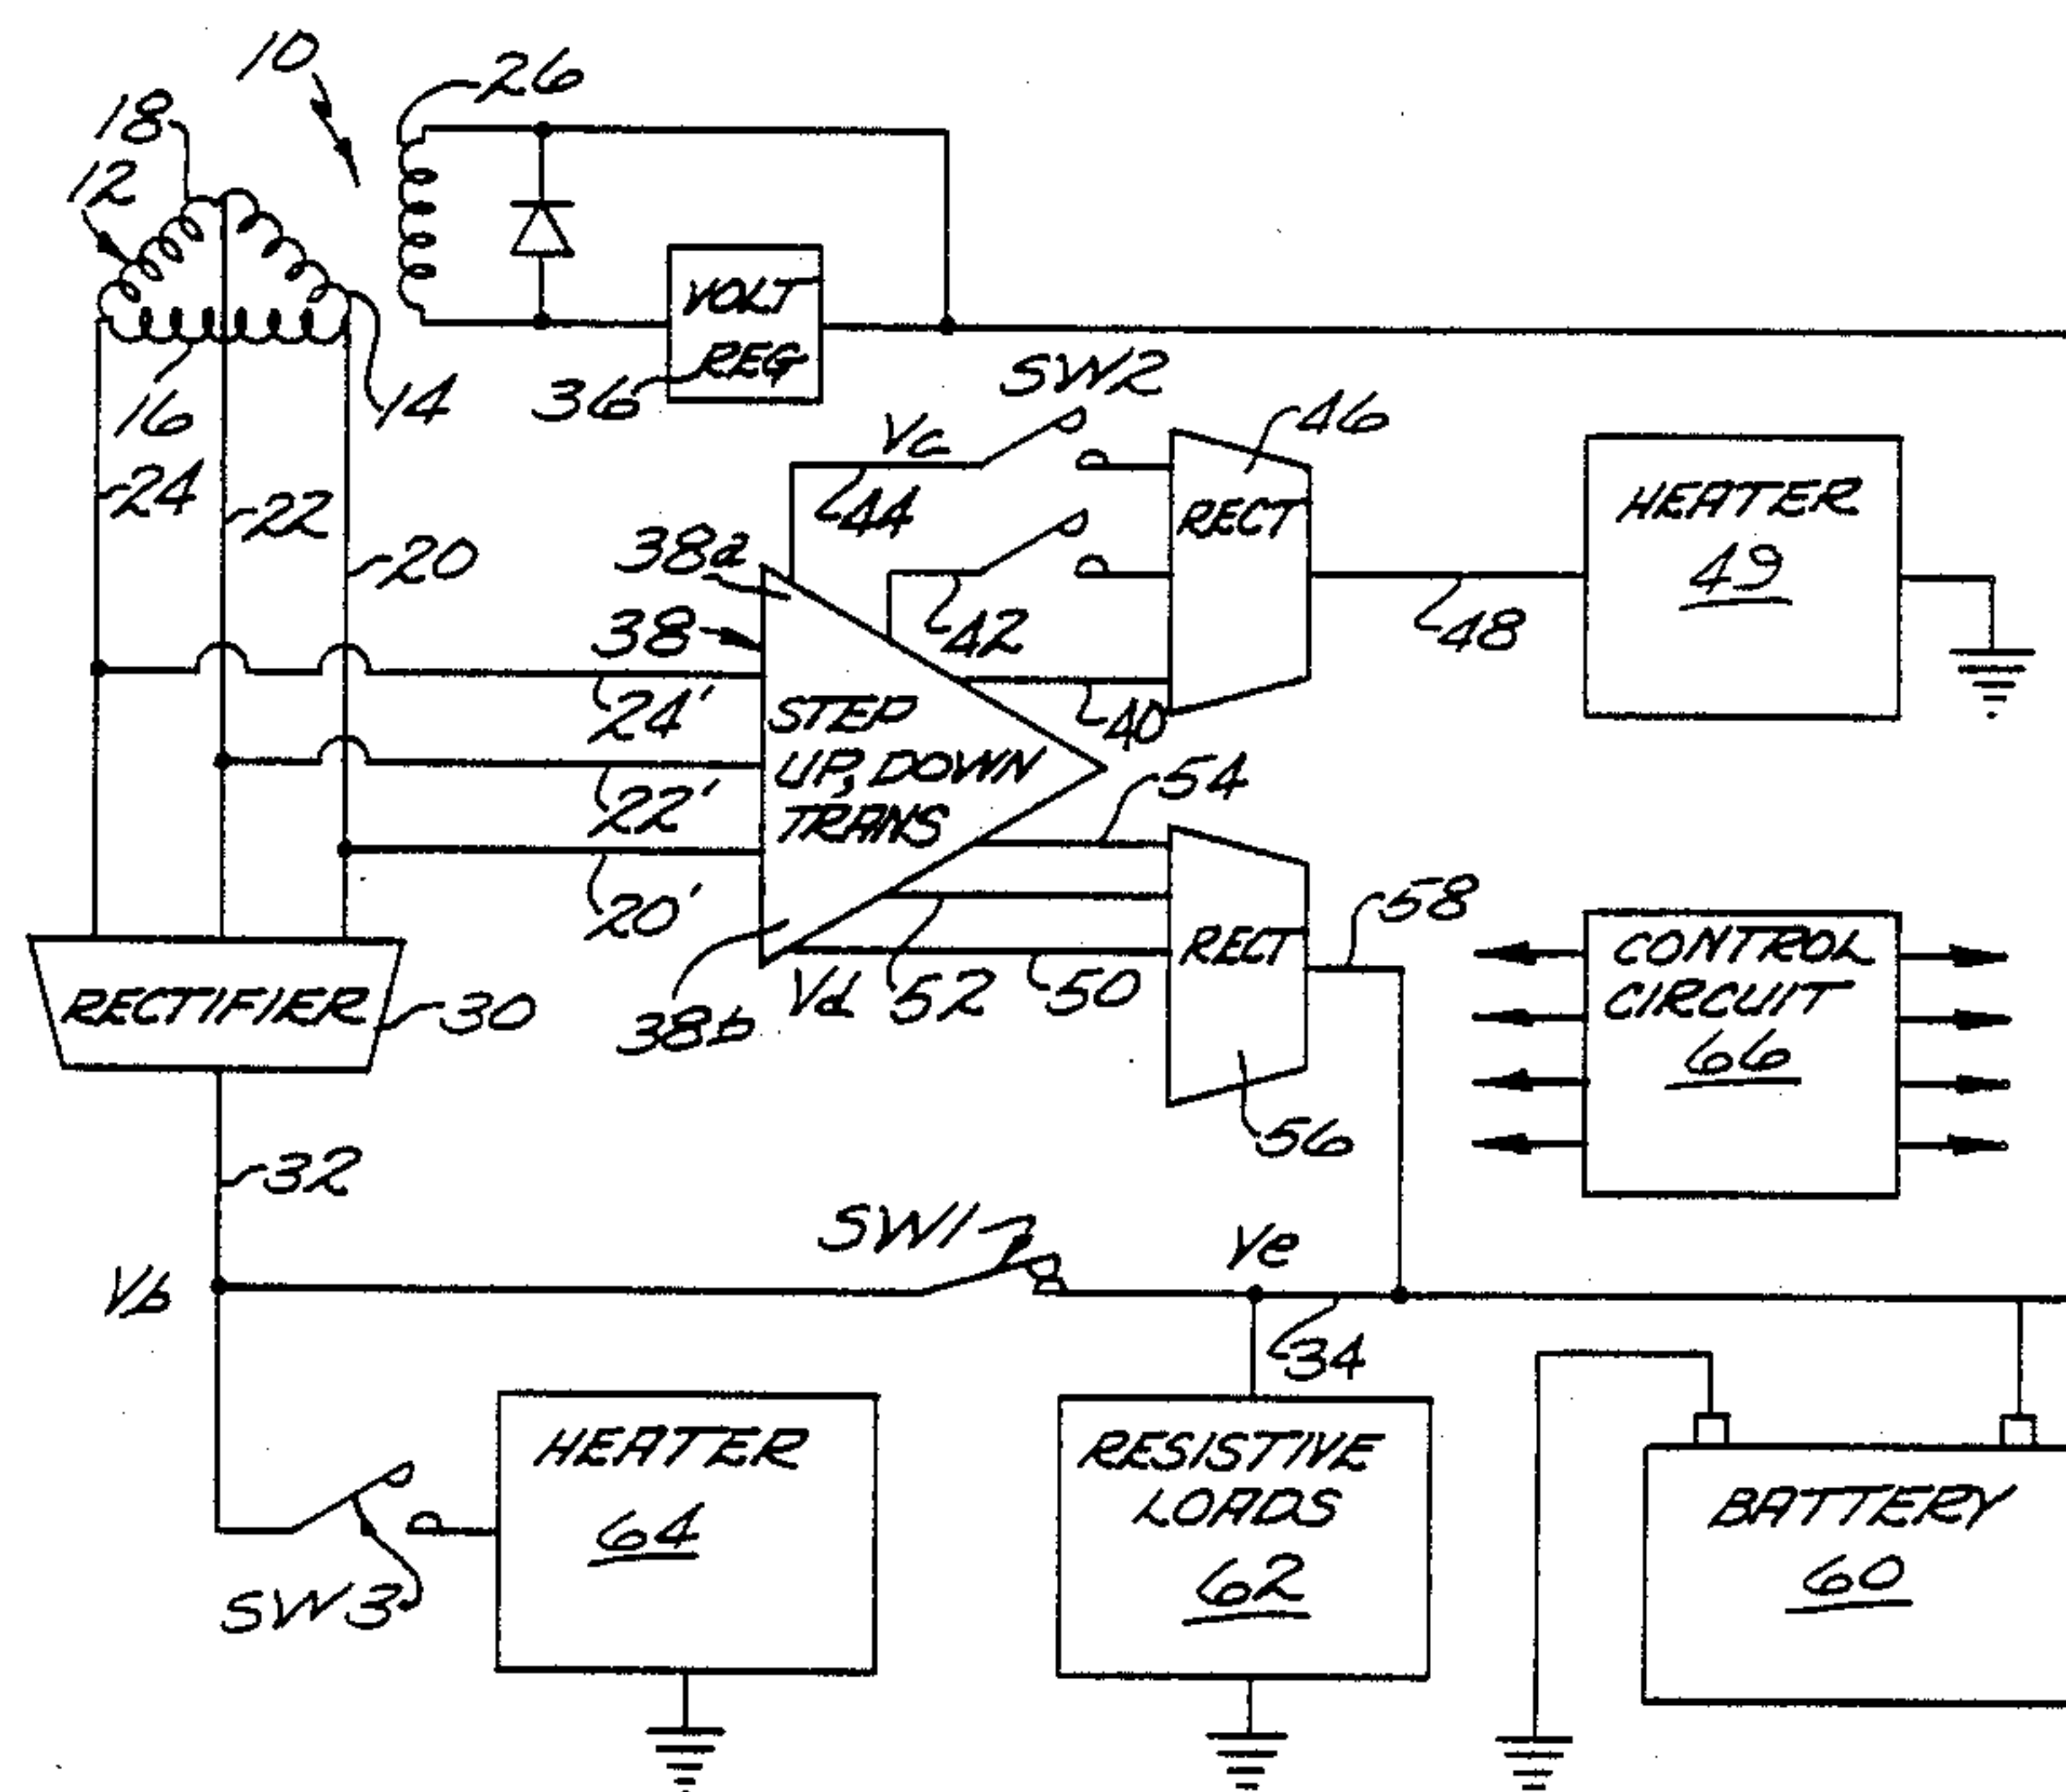 10
26
18
12
VOLT
REG
36
16
14
SW2
Vc
46
24
22
20
44
RECT
HEATER
49
38a
38
42
48
40
24'
STEP
UP, DOWN
TRANS
22'
54
20'
58
RECT
CONTROL
CIRCUIT
66
RECTIFIER
30
38b
Vd
52
50
56
32
SW1
Ve
Vb
34
HEATER
64
RESISTIVE
LOADS
62
BATTERY
60
SW3